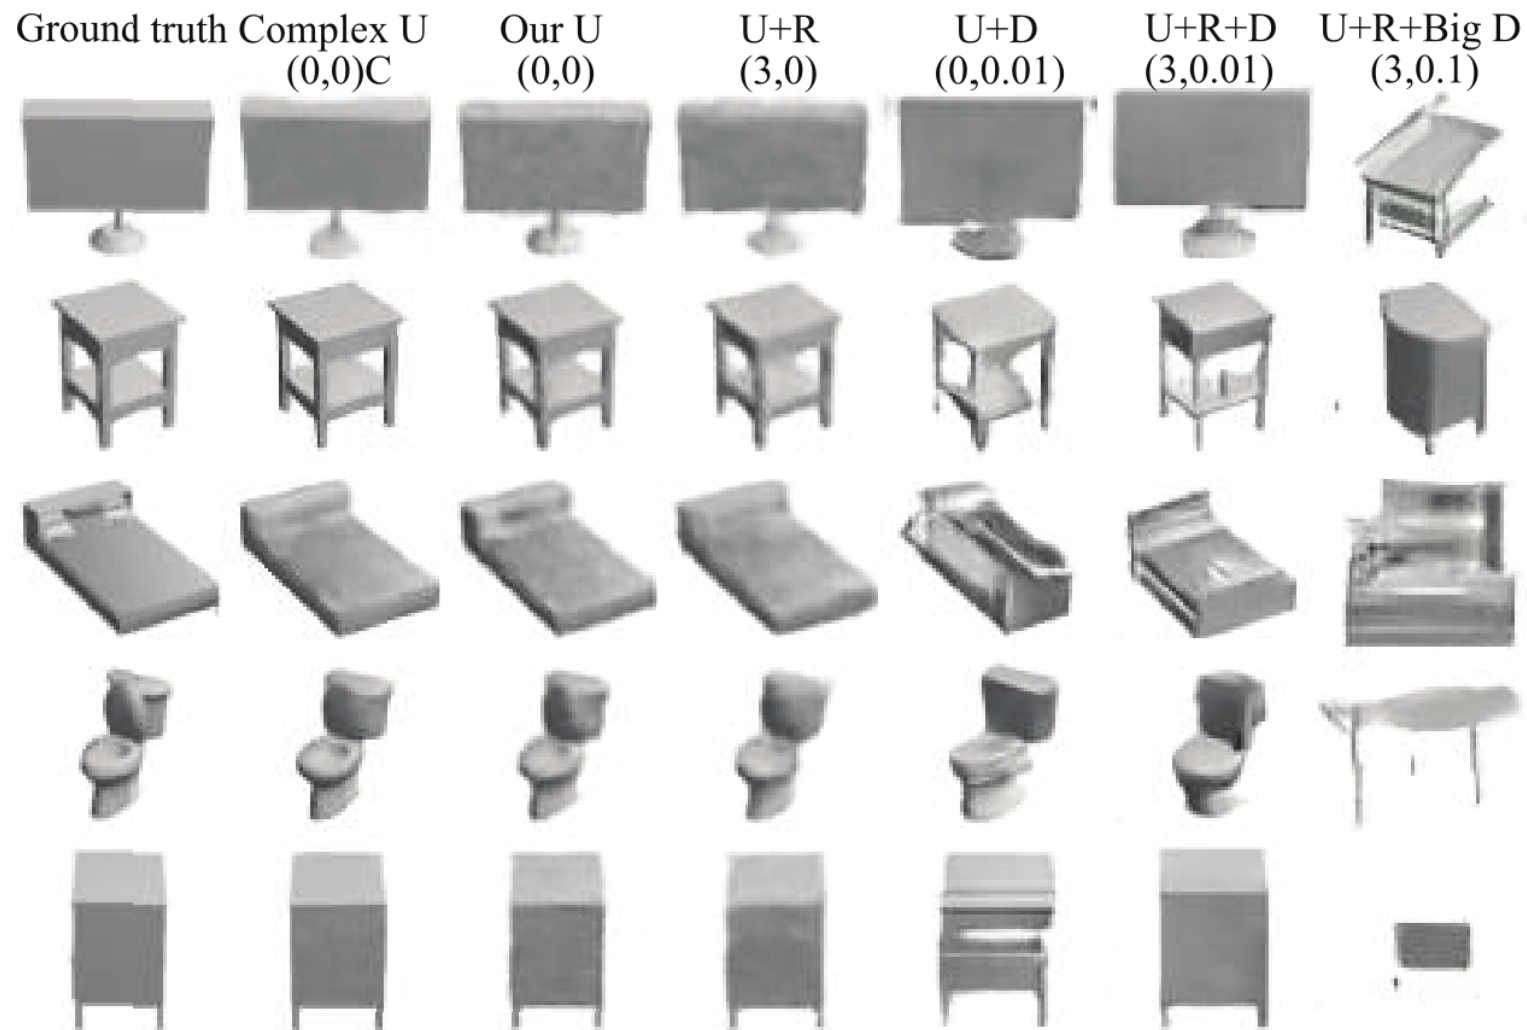 Ground truth Complex U Our U U+R U+D U+R+D U+R+Big D
(0,0)C (0,0) (3,0) (0,0.01) (3,0.01) (3,0.1)